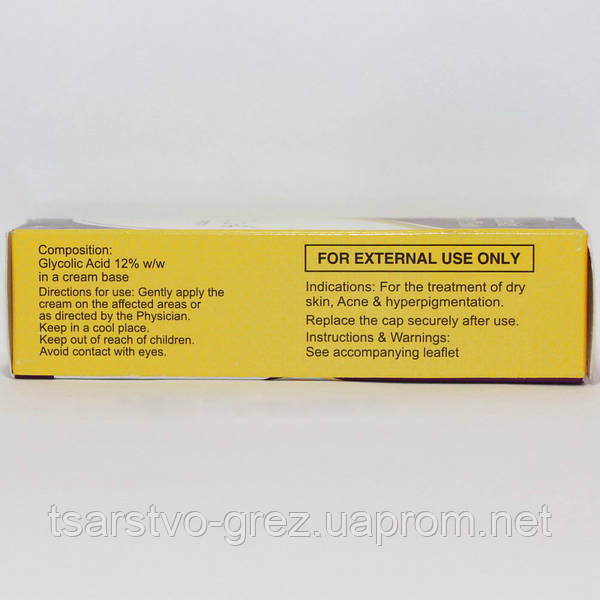 Composition:
Glycolic Acid 12% w/w
in a cream base
Directions for use: Gently apply the
cream on the affected areas or
as directed by the Physician.
Keep in a cool place.
Keep out of reach of children.
Avoid contact with eyes.
FOR EXTERNAL USE ONLY
Indications: For the treatment of dry
skin, Acne & hyperpigmentation.
Replace the cap securely after use.
Instructions & Warnings:
See accompanying leaflet
tsarstvo-grez.uaprom.net